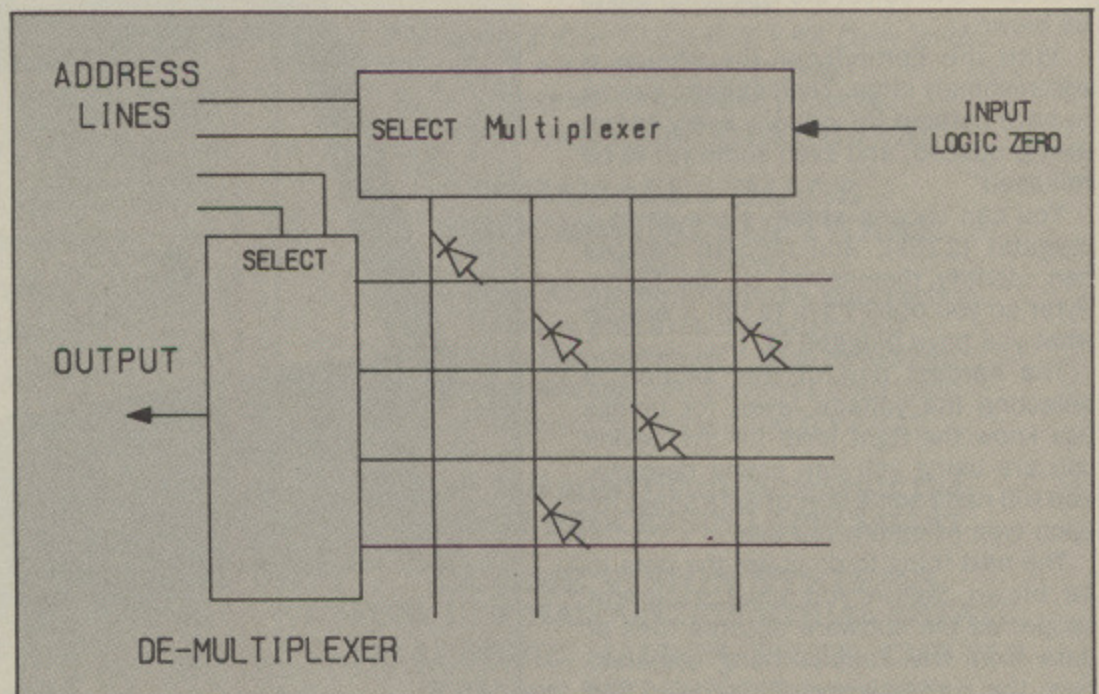 ADDRESS
LINES
SELECT Multiplexer
INPUT
LOGIC ZERO
SELECT
OUTPUT
DE-MULTIPLEXER